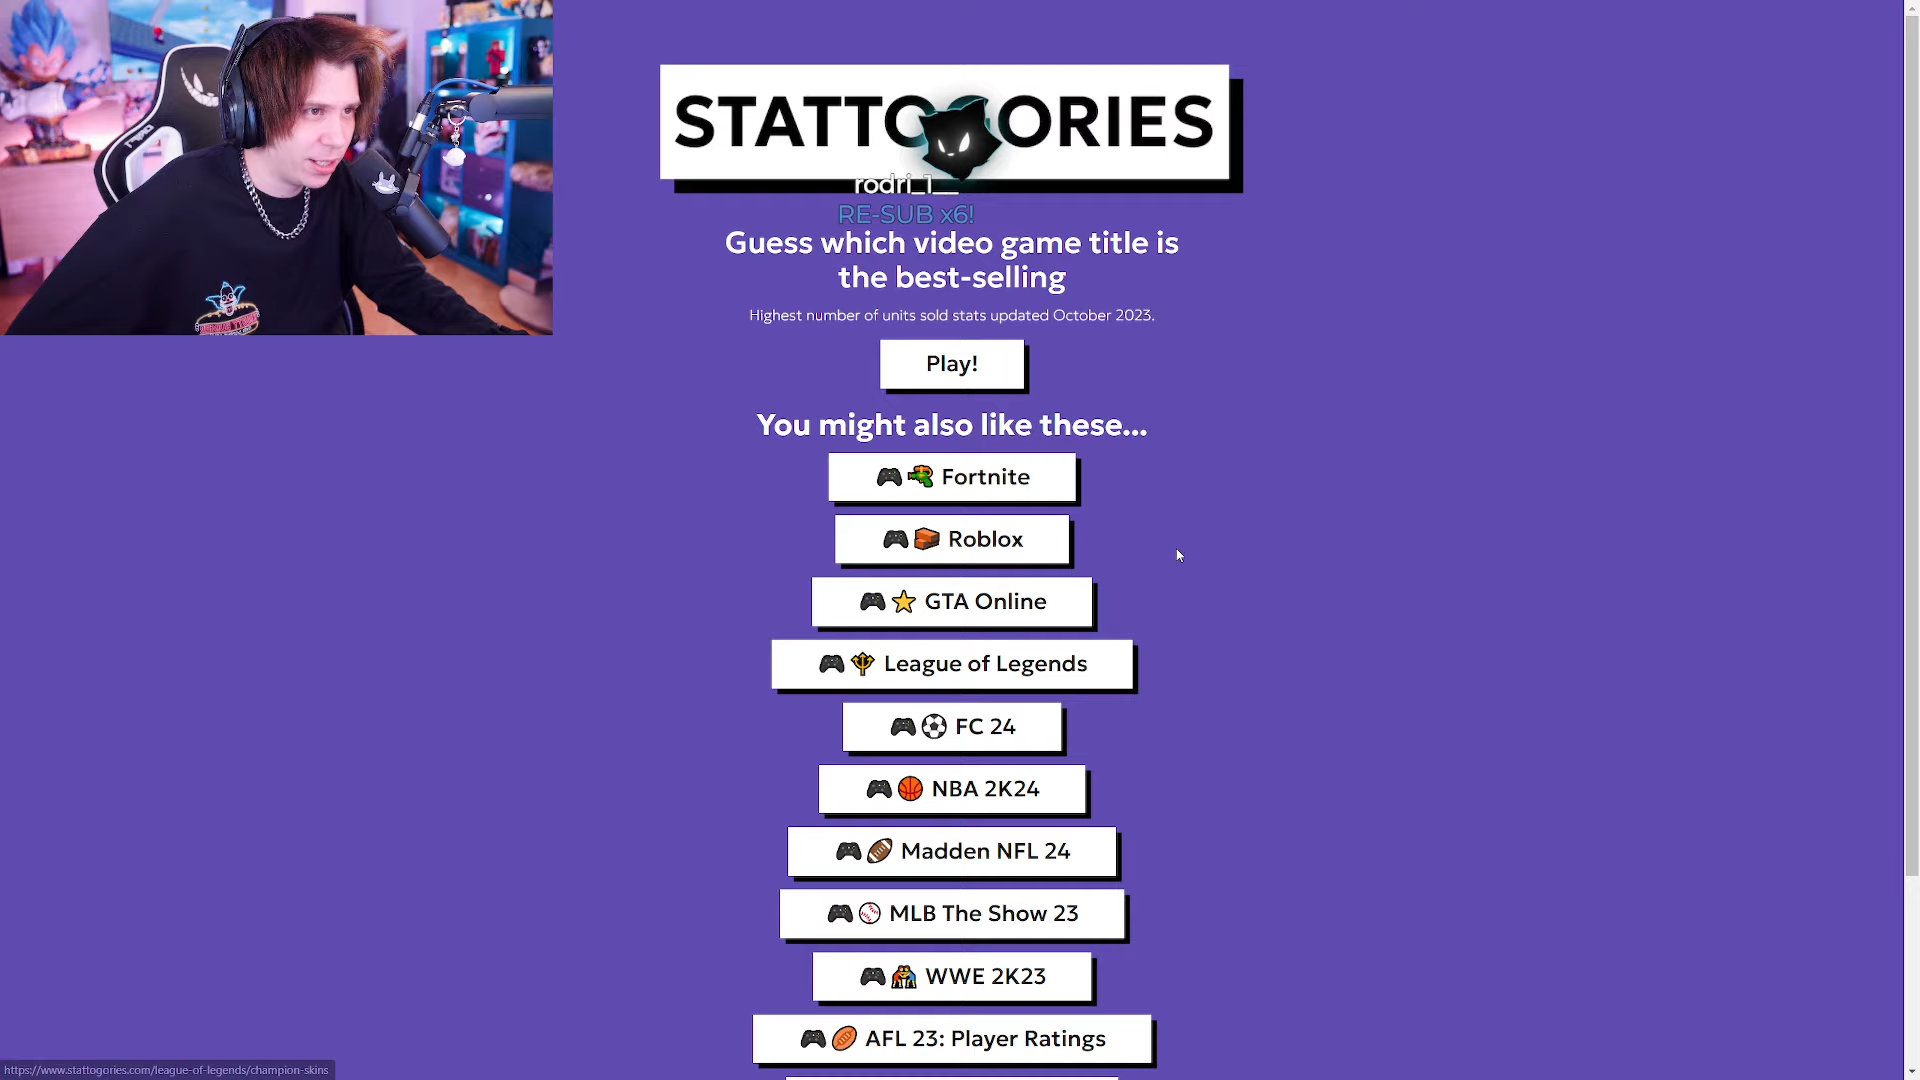 STATTOGORIES
rodri_1__
RE-SUB x6!
Guess which video game title is
the best-selling
Highest number of units sold stats updated October 2023.
Play!
You might also like these...
Fortnite
Roblox
GTA Online
League of Legends
FC 24
NBA 2K24
Madden NFL 24
MLB The Show 23
WWE 2K23
AFL 23: Player Ratings
https://www.stattogories.com/league-of-legends/champion-skins